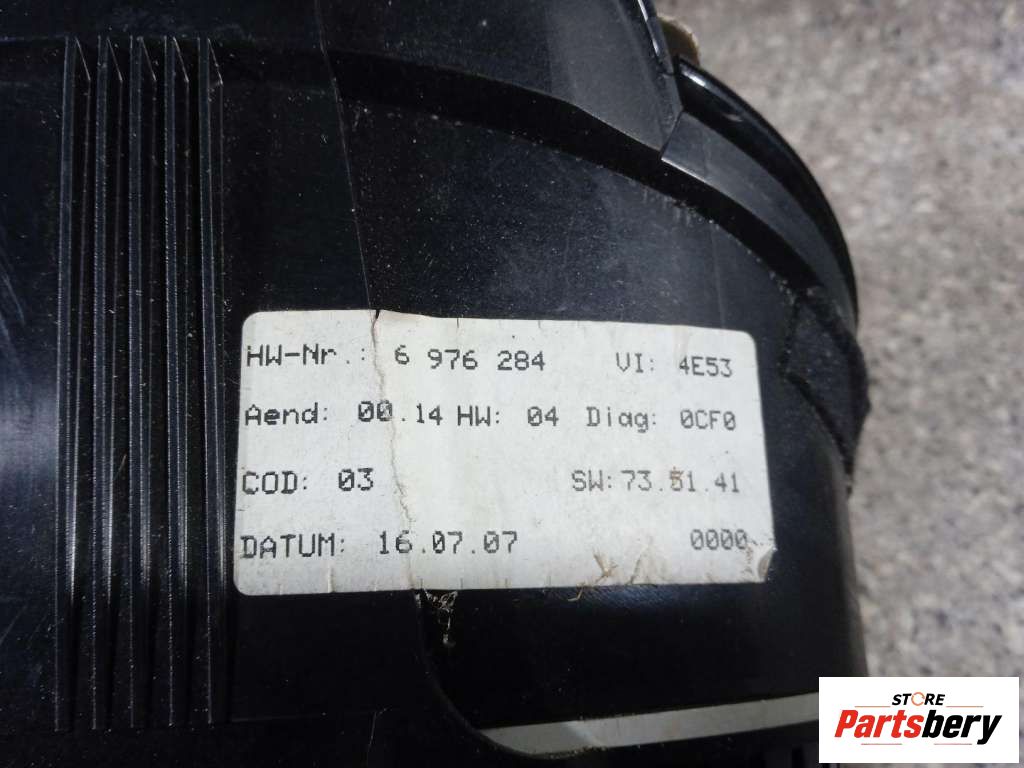 HW-Nr.: 6 976 284 VI: 4E53
Aend: 00.14 HW: 04 Diag: 0CF0
COD: 03 SW: 73.51.41
DATUM: 16.07.07 0000
STORE
Partsbery